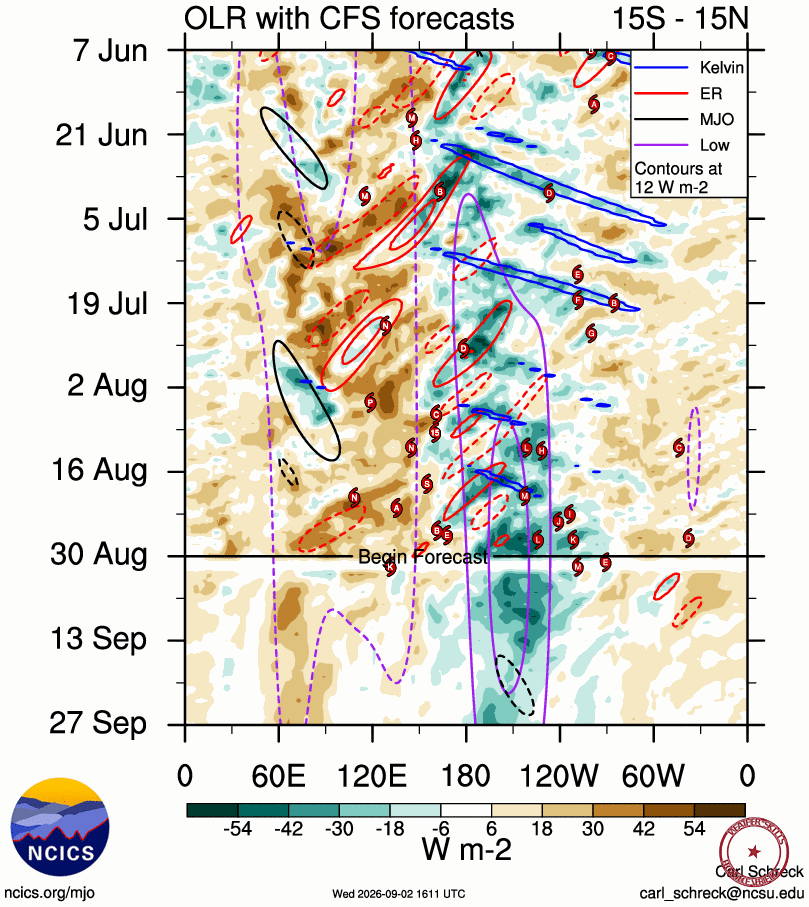 OLR with CFS forecasts 15S - 15N
7 Jun
21 Jun
5 Jul
19 Jul
2 Aug
16 Aug
30 Aug
13 Sep
27 Sep
Kelvin
ER
MJO
Low
Contours at
12 W m-2
C
A
M
H
M
B
D
E
F
B
N
G
D
P
C
15
N
L
H
C
S
N
M
A
J
I
B
E
L
K
D
Begin Forecast
K
M
E
0 60E 120E 180 120W 60W 0
-54 -42 -30 -18 -6 6 18 30 42 54
W m-2
NCICS
Carl Schreck
ncics.org/mjo
Wed 2026-09-02 1611 UTC
carl_schreck@ncsu.edu